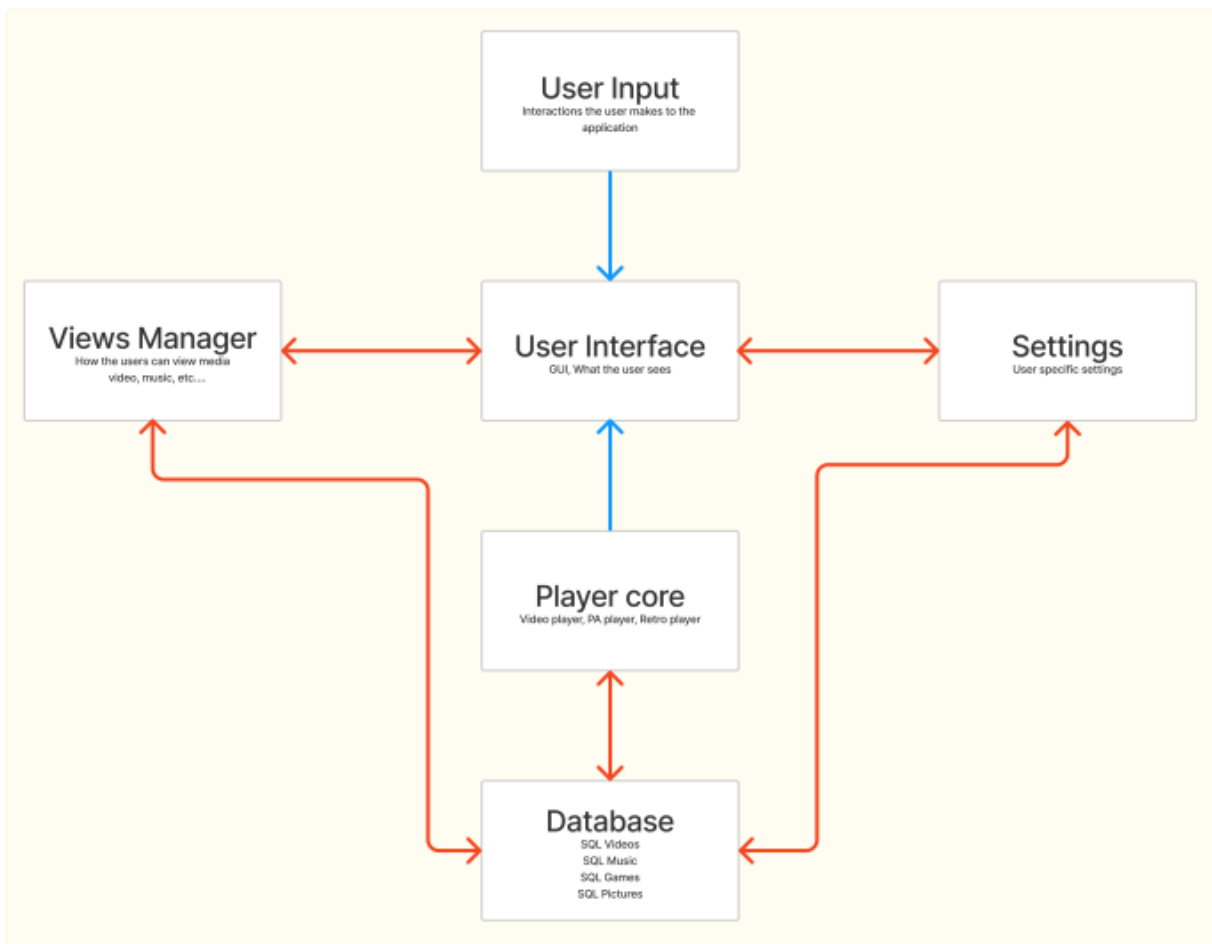 User Input
Interactions the user makes to the
application
Views Manager
How the users can view media
video, music, etc....
User Interface
GUI, What the user sees
Settings
User specific settings
Player core
Video player, PA player, Retro player
Database
SQL Videos
SQL Music
SQL Games
SQL Pictures